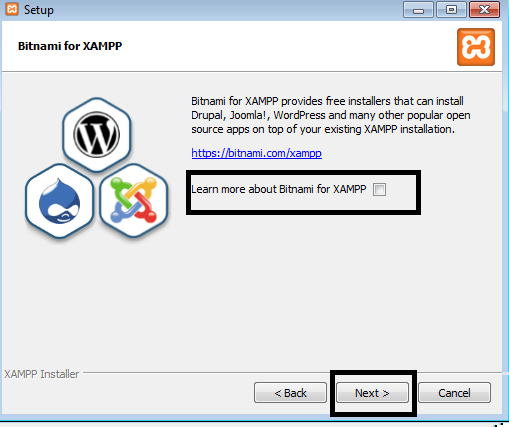 Setup
Bitnami for XAMPP
Bitnami for XAMPP provides free installers that can install
Drupal, Joomla!, WordPress and many other popular open
source apps on top of your existing XAMPP installation.
https://bitnami.com/xampp
Learn more about Bitnami for XAMPP
XAMPP Installer
< Back
Next >
Cancel